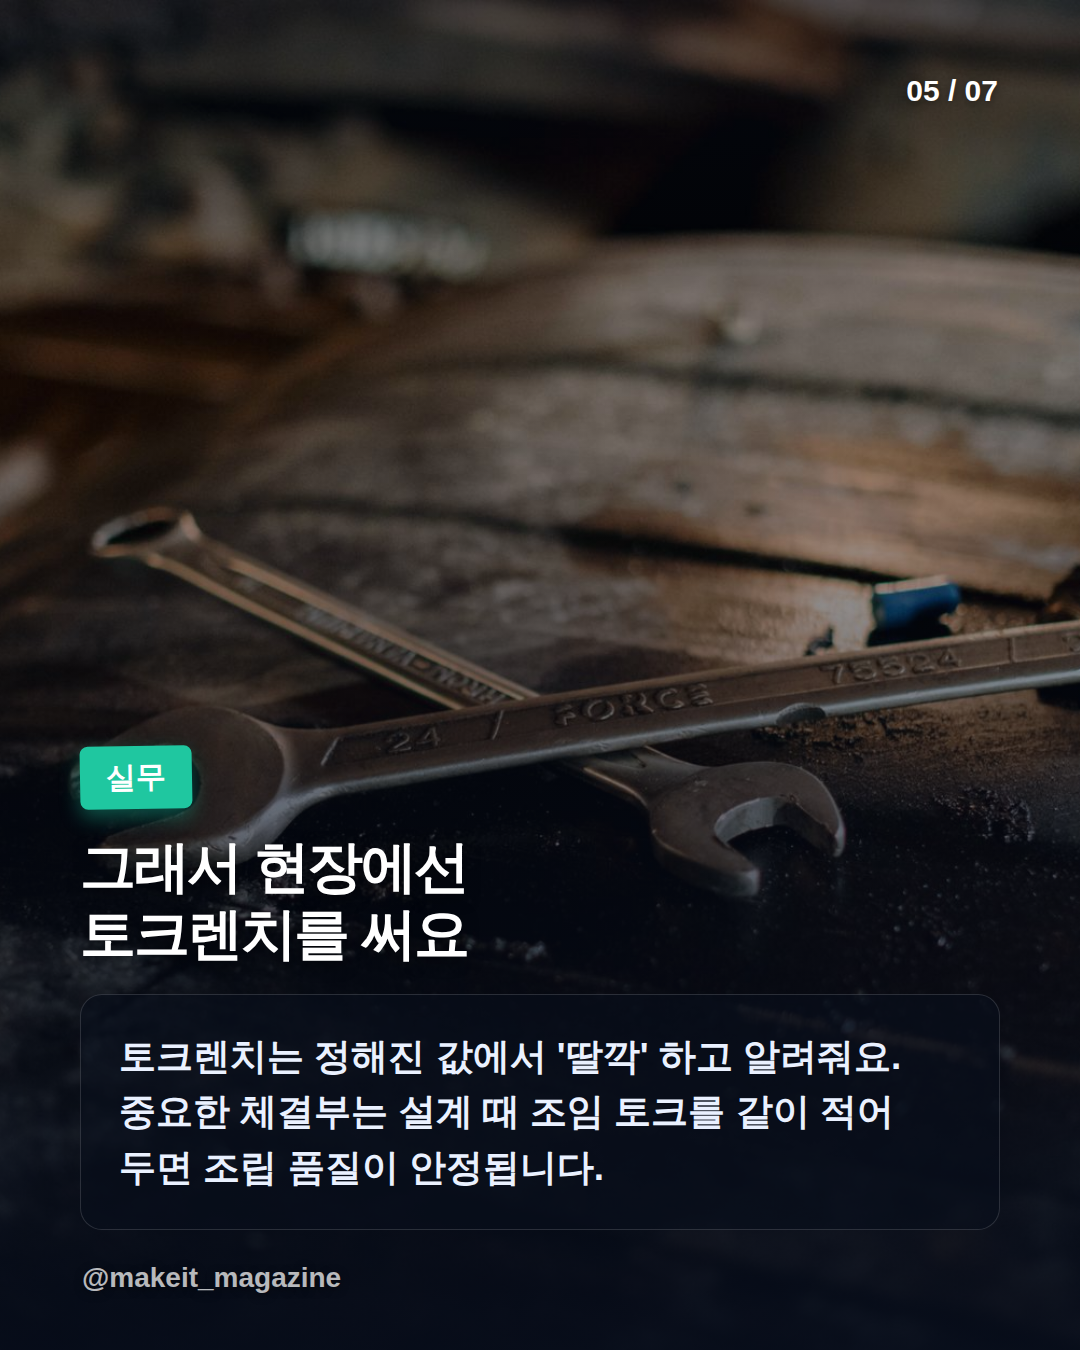 05 / 07
24
FORGE
75524
실무
그래서 현장에선
토크렌치를 써요
토크렌치는 정해진 값에서 '딸깍' 하고 알려줘요.
중요한 체결부는 설계 때 조임 토크를 같이 적어
두면 조립 품질이 안정됩니다.
@makeit_magazine